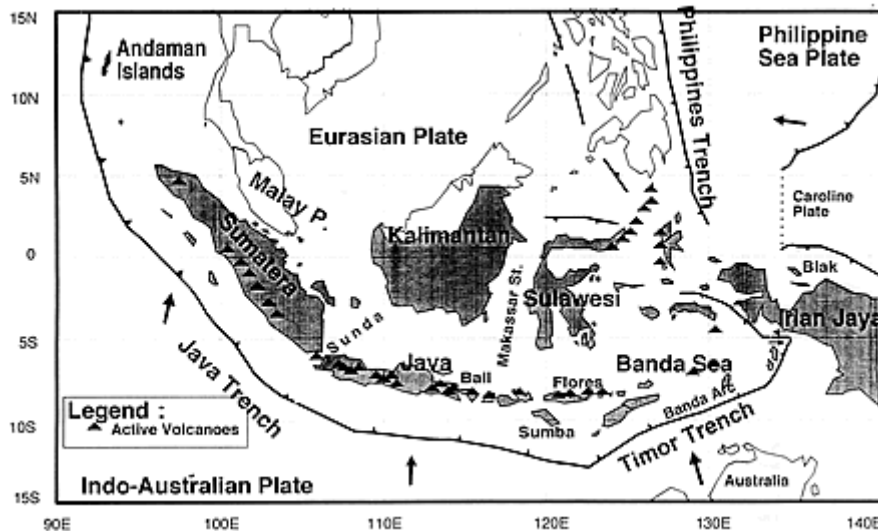 15N
Andaman
Islands
Philippine
Sea Plate
Philippines Trench
10N
Eurasian Plate
5N
Malay P.
Caroline
Plate
Sumatera
Kalimantan
0
Blak
Makassar St.
Sulawesi
Irian Jaya
5S
Sunda
Java
Banda Sea
Java Trench
Bali
Flores
Banda Arc
Legend :
Active Volcanoes
Sumba
10S
Timor Trench
Indo-Australian Plate
Australia
15S
90E
100E
110E
120E
130E
140E